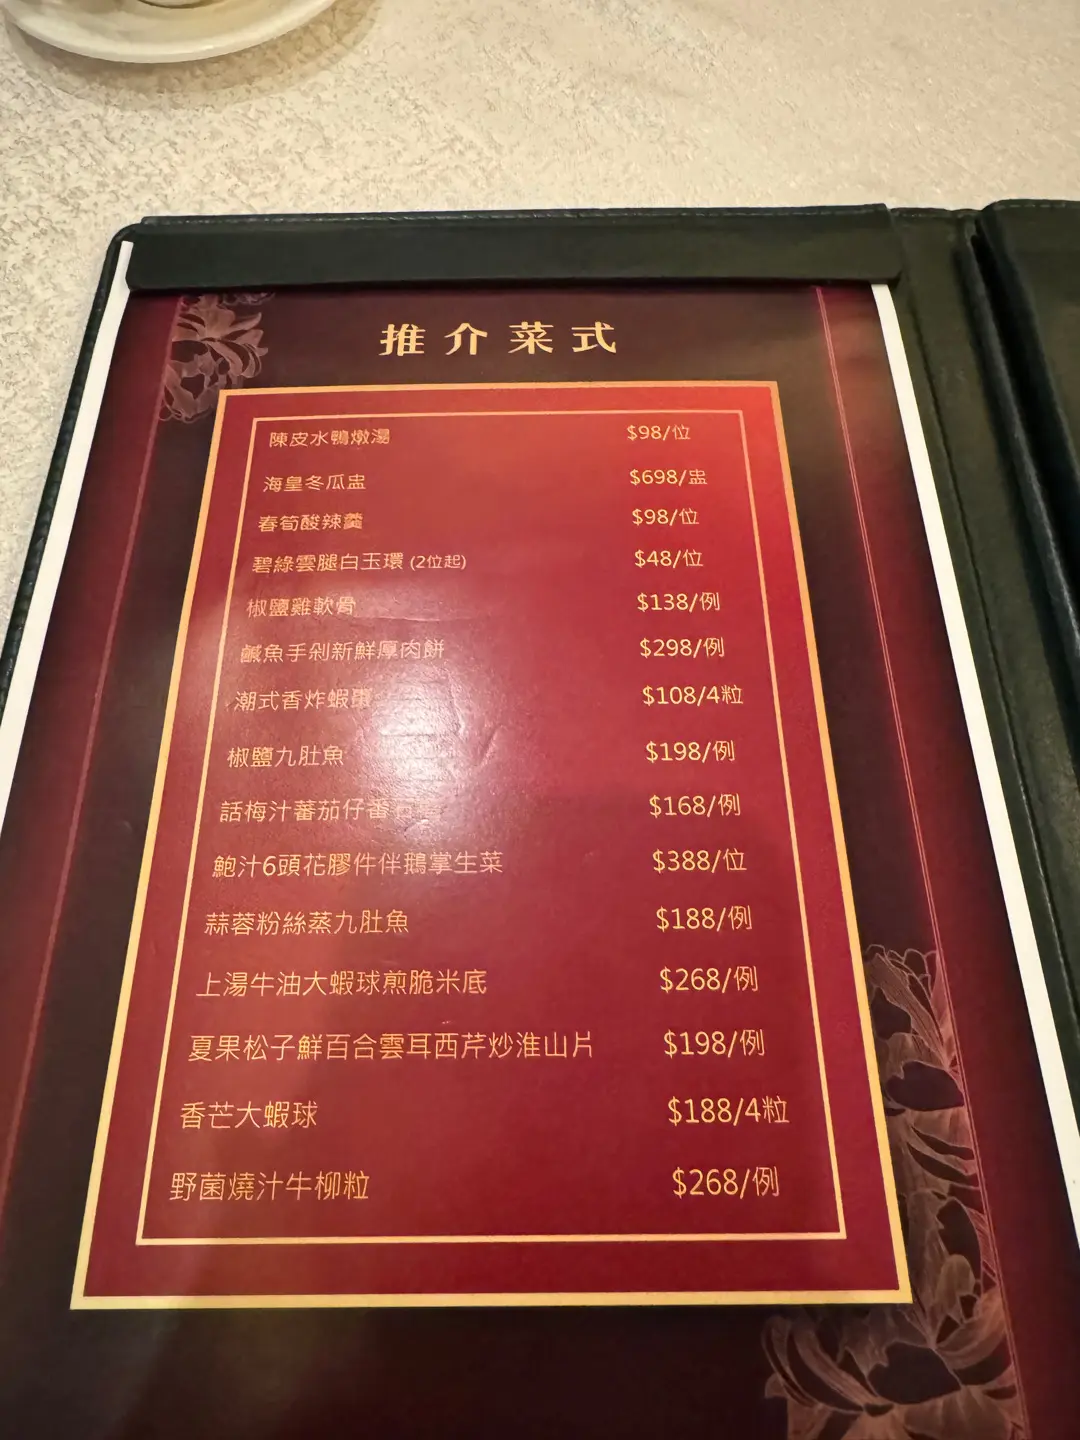 推介菜式
陳皮水鴨燉湯 $98/位
海皇冬瓜盅 $698/盅
春筍酸辣羹 $98/位
碧綠雲腿白玉環 (2位起) $48/位
椒鹽雞軟骨 $138/例
鹹魚手剁新鮮厚肉餅 $298/例
潮式香炸蝦棗 $108/4粒
椒鹽九肚魚 $198/例
話梅汁蕃茄仔番石榴 $168/例
鮑汁6頭花膠件伴鵝掌生菜 $388/位
蒜蓉粉絲蒸九肚魚 $188/例
上湯牛油大蝦球煎脆米底 $268/例
夏果松子鮮百合雲耳西芹炒淮山片 $198/例
香芒大蝦球 $188/4粒
野菌燒汁牛柳粒 $268/例